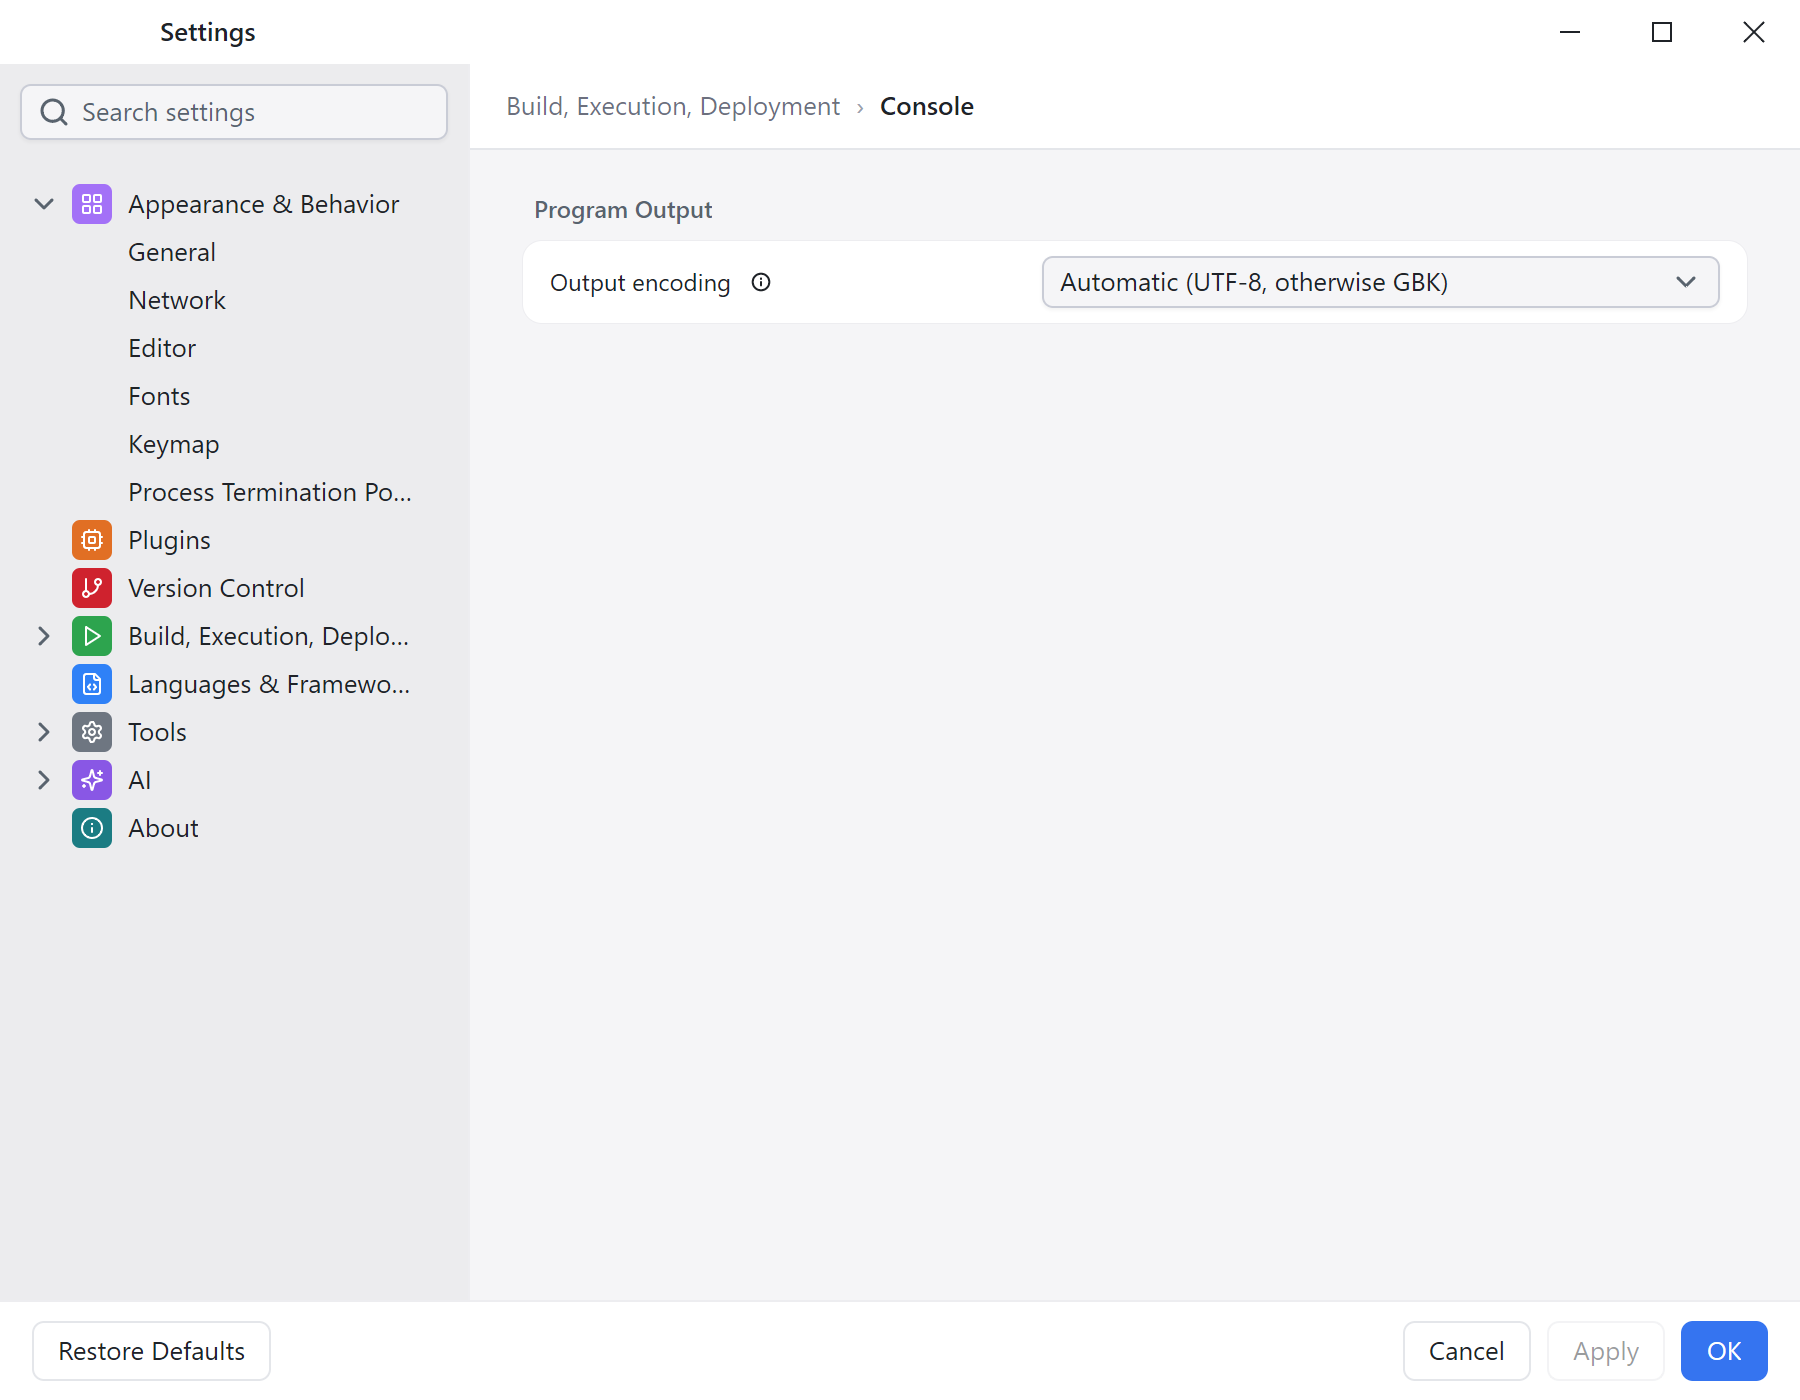 Settings
Search settings
Build, Execution, Deployment › Console
Appearance & Behavior
General
Network
Editor
Fonts
Keymap
Process Termination Po...
Plugins
Version Control
Build, Execution, Deplo...
Languages & Framewo...
Tools
AI
About
Program Output
Output encoding
Automatic (UTF-8, otherwise GBK)
Restore Defaults
Cancel
Apply
OK